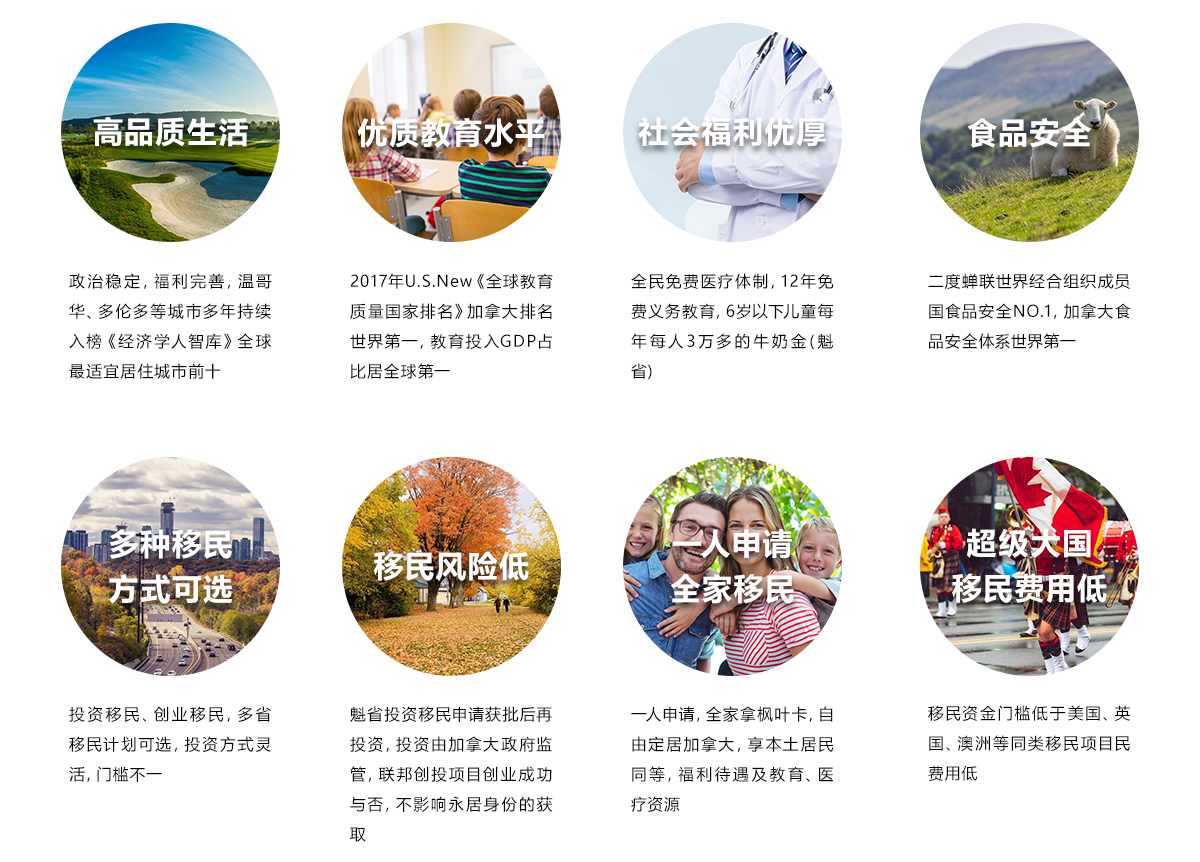 高品质生活
政治稳定, 福利完善, 温哥
华、多伦多等城市多年持续
入榜《经济学人智库》全球
最适宜居住城市前十
优质教育水平
2017年U.S.New《全球教育
质量国家排名》加拿大排名
世界第一, 教育投入GDP占
比居全球第一
社会福利优厚
全民免费医疗体制, 12年免
费义务教育, 6岁以下儿童每
年每人3万多的牛奶金(魁
省)
食品安全
二度蝉联世界经合组织成员
国食品安全NO.1, 加拿大食
品安全体系世界第一
多种移民
方式可选
投资移民、创业移民, 多省
移民计划可选, 投资方式灵
活, 门槛不一
移民风险低
魁省投资移民申请获批后再
投资, 投资由加拿大政府监
管, 联邦创投项目创业成功
与否, 不影响永居身份的获
取
一人申请
全家移民
一人申请, 全家拿枫叶卡, 自
由定居加拿大, 享本土居民
同等, 福利待遇及教育、医
疗资源
超级大国
移民费用低
移民资金门槛低于美国、英
国、澳洲等同类移民项目民
费用低